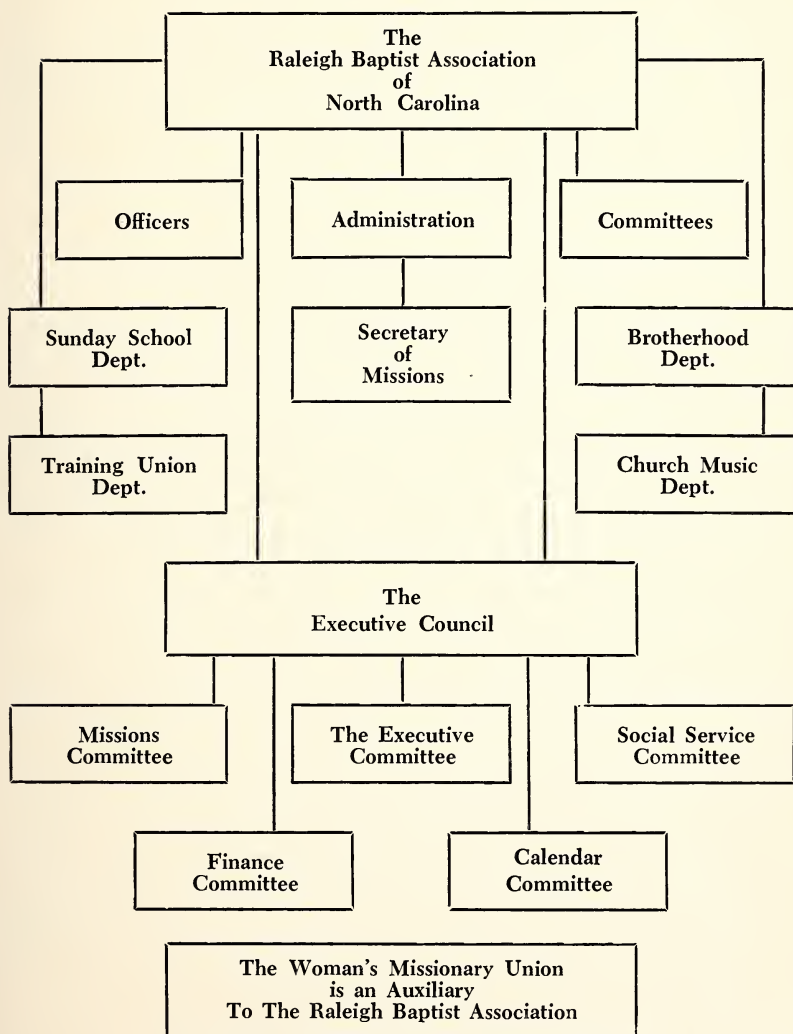 The
Raleigh Baptist Association
of
North Carolina
Officers
Administration
Committees
Sunday School
Dept.
Secretary
of
Missions
Brotherhood
Dept.
Training Union
Dept.
Church Music
Dept.
The
Executive Council
Missions
Committee
The Executive
Committee
Social Service
Committee
Finance
Committee
Calendar
Committee
The Woman's Missionary Union
is an Auxiliary
To The Raleigh Baptist Association